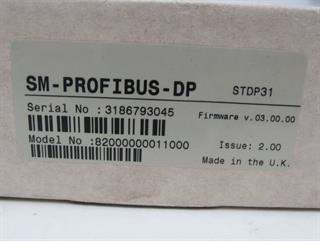 SM-PROFIBUS-DP STDP31
Serial No :3186793045 Firmware v.03.00.00
Model No :82000000011000 Issue: 2.00
Made in the U.K.